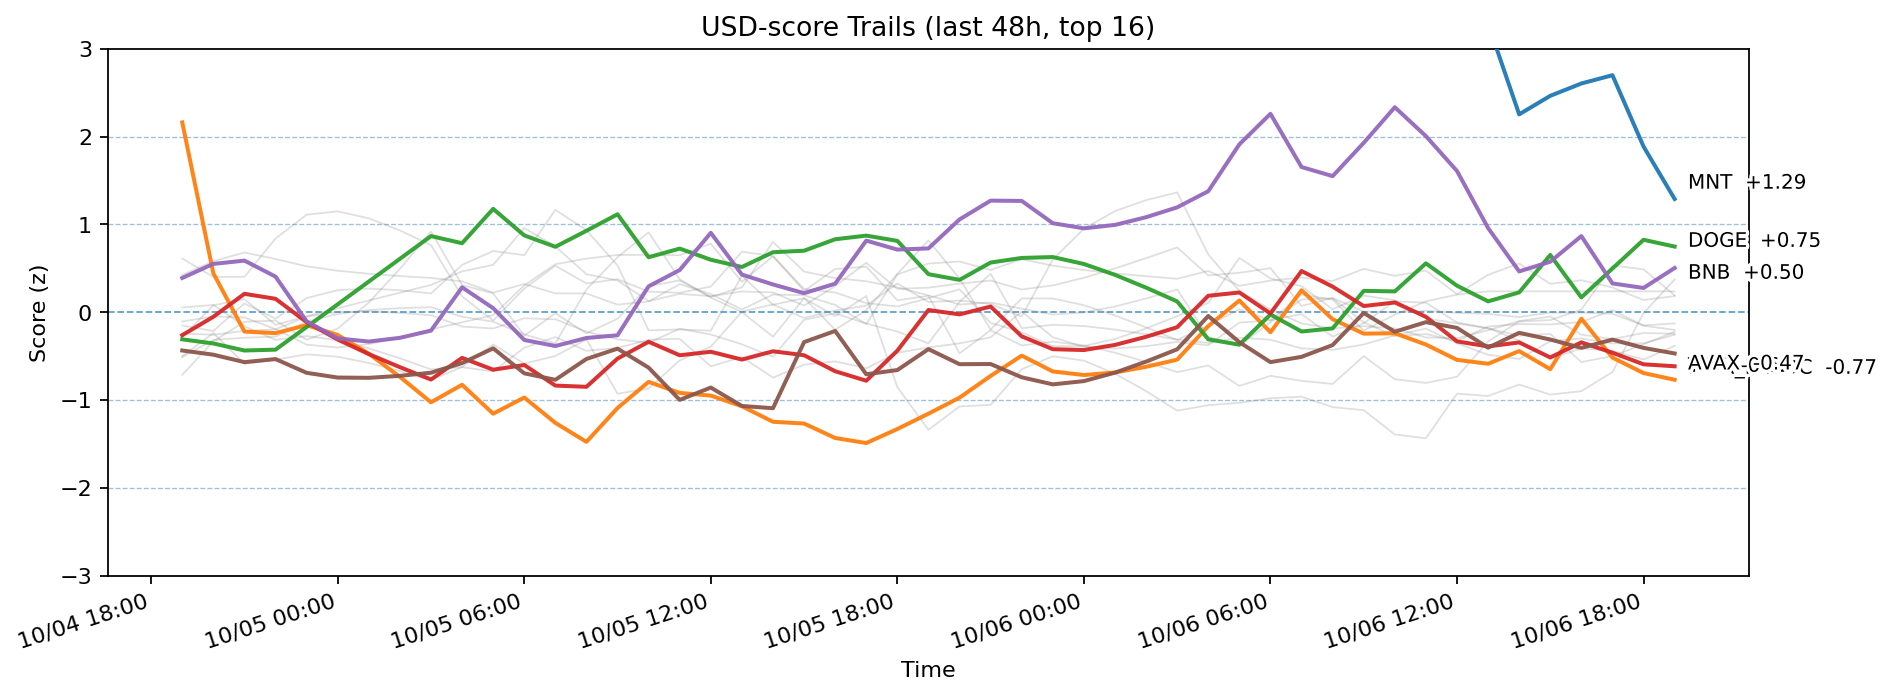 USD-score Trails (last 48h, top 16)
Score (z)
3
2
1
0
−1
−2
−3
MNT +1.29
DOGE +0.75
BNB +0.50
AVAX -0.47
-0.77
10/04 18:00
10/05 00:00
10/05 06:00
10/05 12:00
10/05 18:00
10/06 00:00
10/06 06:00
10/06 12:00
10/06 18:00
Time